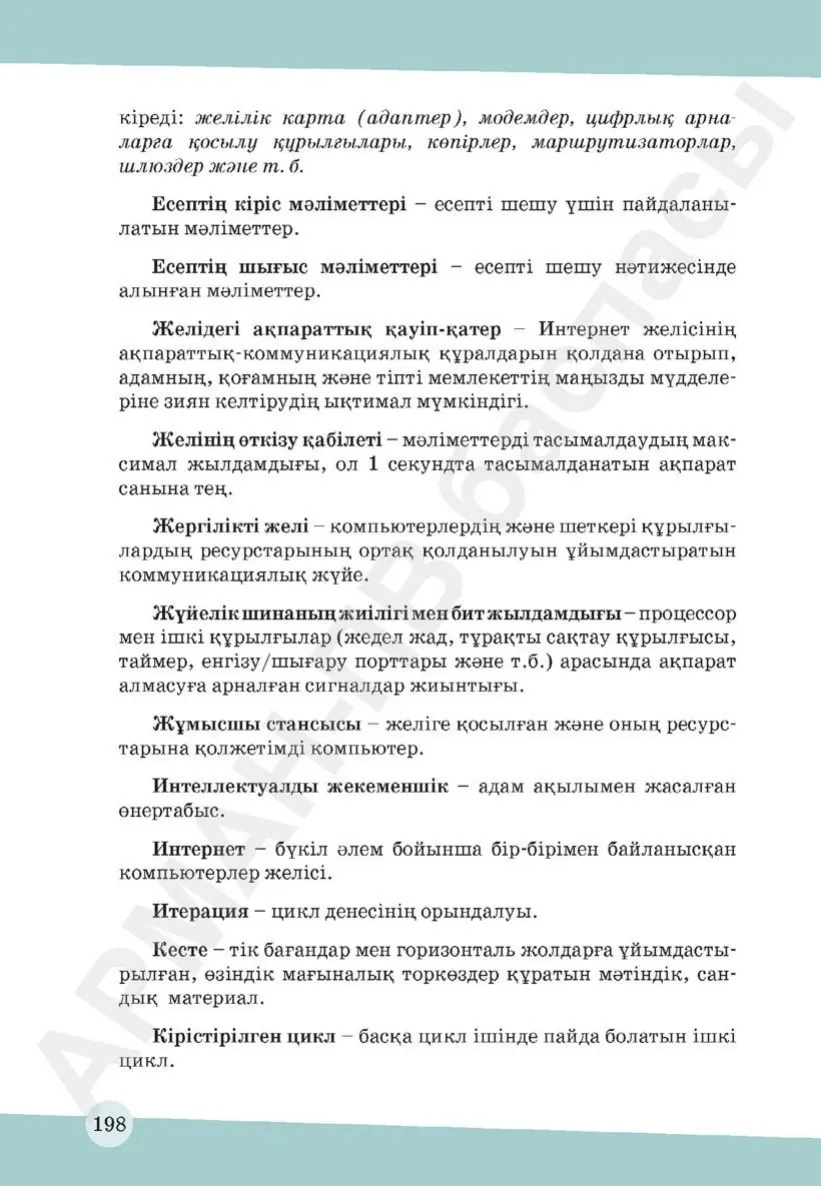 кіреді: желілік карта (адаптер), модемдер, цифрлық арна-
ларға қосылу құрылғылары, көпірлер, маршрутизаторлар,
шлюздер және т. б.
Есептің кіріс мәліметтері – есепті шешу үшін пайдаланы-
латын мәліметтер.
Есептің шығыс мәліметтері – есепті шешу нәтижесінде
алынған мәліметтер.
Желідегі ақпараттық қауіп-қатер – Интернет желісінің
ақпараттық-коммуникациялық құралдарын қолдана отырып,
адамның, қоғамның және тіпті мемлекеттің маңызды мүдделе-
ріне зиян келтірудің ықтимал мүмкіндігі.
Желінің өткізу қабілеті – мәліметтерді тасымалдаудың мак-
симал жылдамдығы, ол 1 секундта тасымалданатын ақпарат
санына тең.
Жергілікті желі – компьютерлердің және шеткері құрылғы-
лардың ресурстарының ортақ қолданылуын ұйымдастыратын
коммуникациялық жүйе.
Жүйелік шинаның жиілігі мен бит жылдамдығы – процессор
мен ішкі құрылғылар (жедел жад, тұрақты сақтау құрылғысы,
таймер, енгізу/шығару порттары және т.б.) арасында ақпарат
алмасуға арналған сигналдар жиынтығы.
Жұмысшы стансысы – желіге қосылған және оның ресурс-
тарына қолжетімді компьютер.
Интеллектуалды жекеменшік – адам ақылымен жасалған
өнертабыс.
Интернет – бүкіл әлем бойынша бір-бірімен байланысқан
компьютерлер желісі.
Итерация – цикл денесінің орындалуы.
Кесте – тік бағандар мен горизонталь жолдарға ұйымдасты-
рылған, өзіндік мағыналық торкөздер құратын мәтіндік, сан-
дық материал.
Кірістірілген цикл – басқа цикл ішінде пайда болатын ішкі
цикл.
198
АРМАН-ПВ баспасы